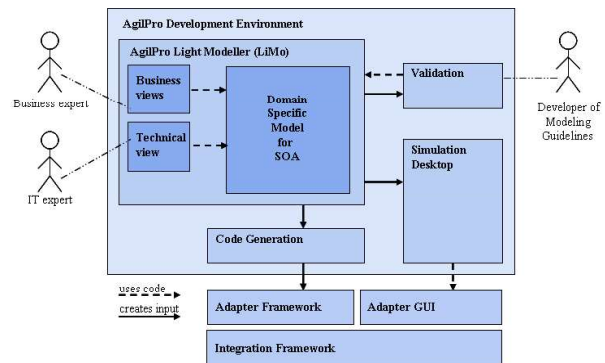 AgilPro Development Environment
AgilPro Light Modeller (LiMo)
Business
views
Technical
view
Domain
Specific
Model
for
SOA
Validation
Simulation
Desktop
Code Generation
Business expert
IT expert
Developer of
Modeling
Guidelines
uses code
creates input
Adapter Framework
Adapter GUI
Integration Framework